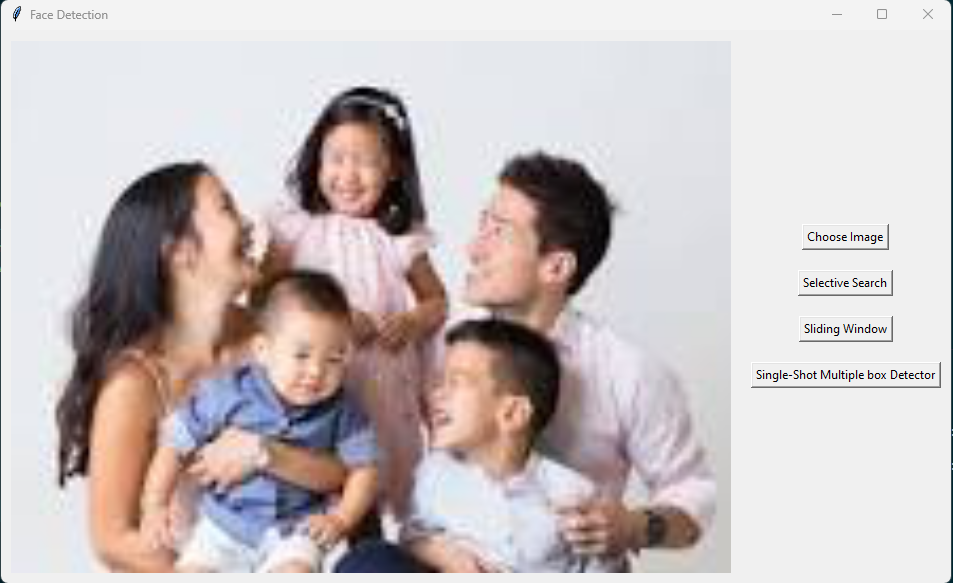 Face Detection
Choose Image
Selective Search
Sliding Window
Single-Shot Multiple box Detector